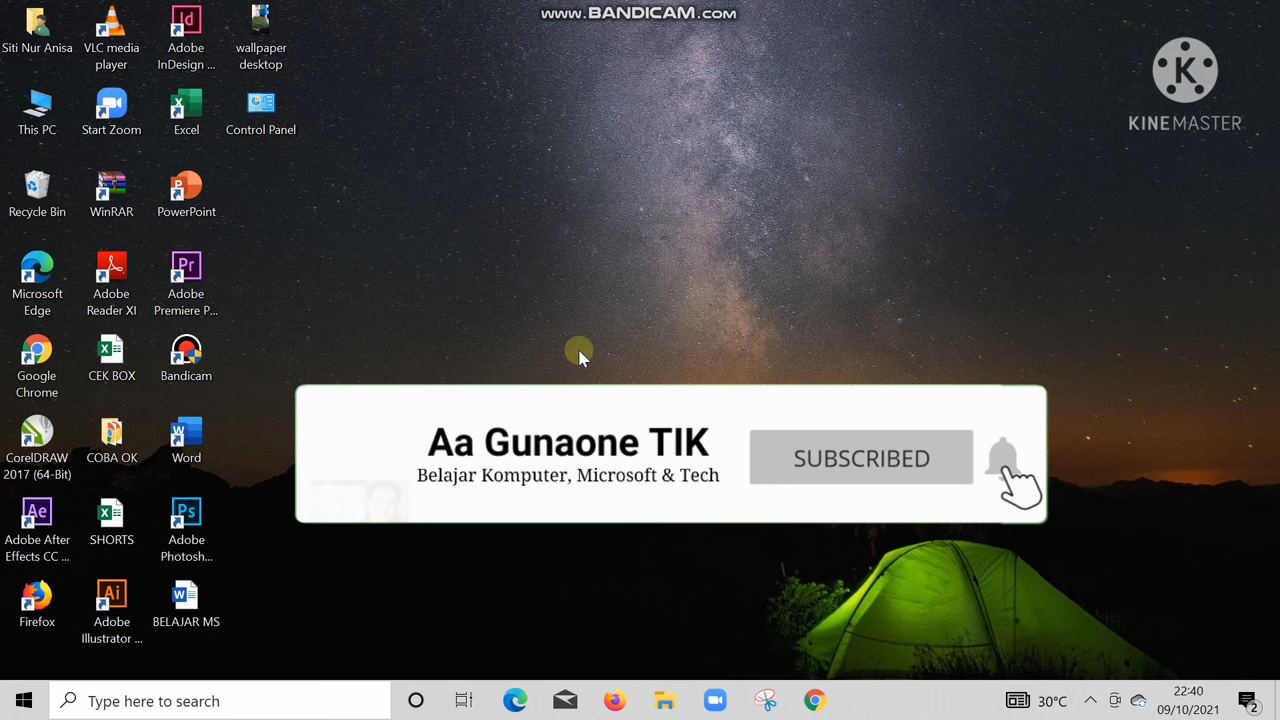 www.BANDICAM.com
KINEMASTER
Siti Nur Anisa
VLC media
player
Adobe
InDesign ...
wallpaper
desktop
This PC
Start Zoom
Excel
Control Panel
Recycle Bin
WinRAR
PowerPoint
Microsoft
Edge
Adobe
Reader XI
Adobe
Premiere P...
Google
Chrome
CEK BOX
Bandicam
CorelDRAW
2017 (64-Bit)
COBA OK
Word
Adobe After
Effects CC ...
SHORTS
Adobe
Photosh...
Firefox
Adobe
Illustrator ...
BELAJAR MS
Aa Gunaone TIK
Belajar Komputer, Microsoft & Tech
SUBSCRIBED
Type here to search
30°C
22:40
09/10/2021
2